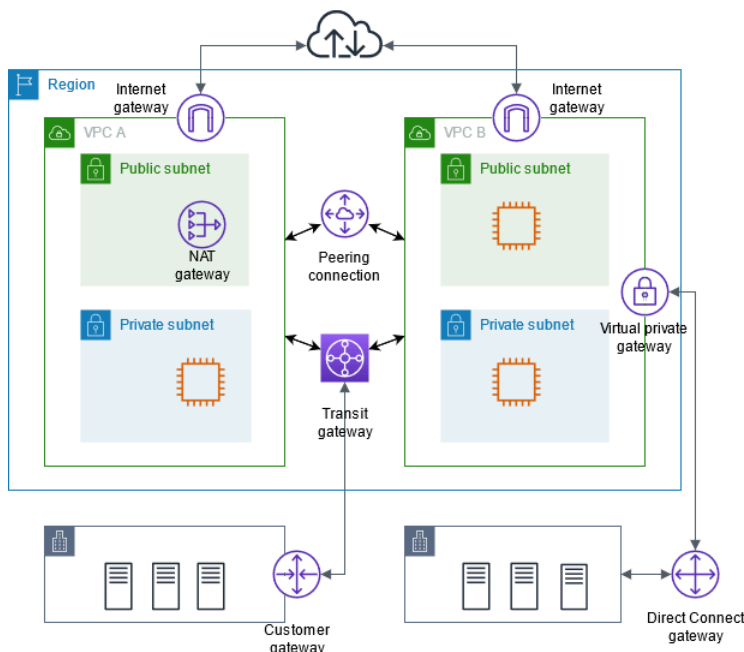 Region
Internet
gateway
Internet
gateway
VPC A
VPC B
Public subnet
Public subnet
NAT
gateway
Peering
connection
Private subnet
Private subnet
Virtual private
gateway
Transit
gateway
Customer
gateway
Direct Connect
gateway